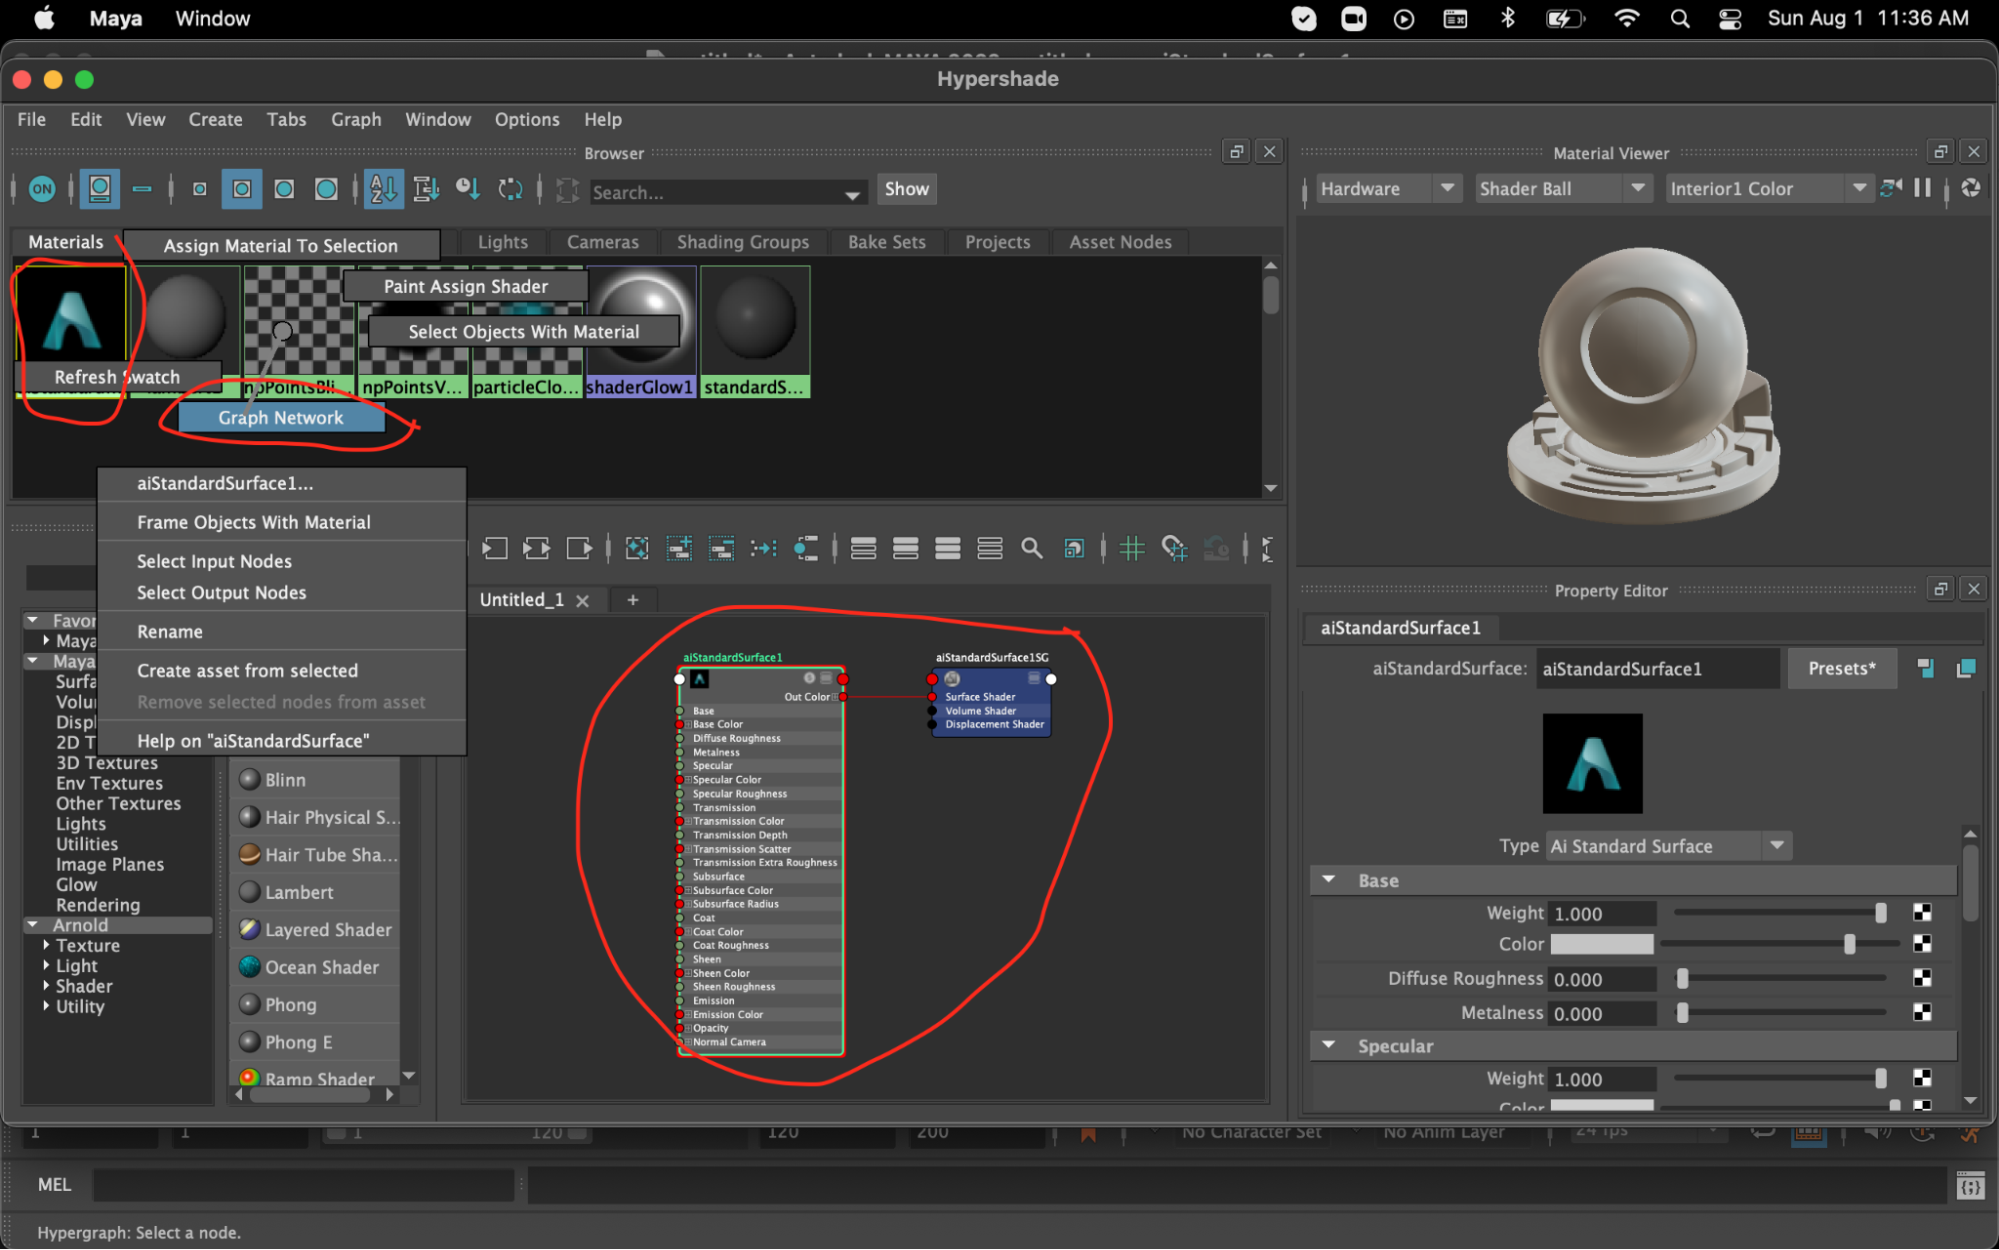 Maya Window Sun Aug 1 11:36 AM
Hypershade
File Edit View Create Tabs Graph Window Options Help
Browser
ON Search... Show
Materials Assign Material To Selection Lights Cameras Shading Groups Bake Sets Projects Asset Nodes
Paint Assign Shader
Select Objects With Material
Refresh Swatch
npPointsBli... npPointsV... particleClo... shaderGlow1 standardS...
Graph Network
aiStandardSurface1...
Frame Objects With Material
Select Input Nodes
Select Output Nodes
Rename
Create asset from selected
Remove selected nodes from asset
Help on "aiStandardSurface"
Favor
Maya
Maya
Surfa
Volu
Displ
2D T
3D Textures
Env Textures
Other Textures
Lights
Utilities
Image Planes
Glow
Rendering
Arnold
Texture
Light
Shader
Utility
Blinn
Hair Physical S...
Hair Tube Sha...
Lambert
Layered Shader
Ocean Shader
Phong
Phong E
Ramp Shader
Untitled_1 +
aiStandardSurface1
Out Color
Base
Base Color
Diffuse Roughness
Metalness
Specular
Specular Color
Specular Roughness
Transmission
Transmission Color
Transmission Depth
Transmission Scatter
Transmission Extra Roughness
Subsurface
Subsurface Color
Subsurface Radius
Coat
Coat Color
Coat Roughness
Sheen
Sheen Color
Sheen Roughness
Emission
Emission Color
Opacity
Normal Camera
aiStandardSurface1SG
Surface Shader
Volume Shader
Displacement Shader
Material Viewer
Hardware Shader Ball Interior1 Color
Property Editor
aiStandardSurface1
aiStandardSurface: aiStandardSurface1 Presets*
Type Ai Standard Surface
Base
Weight 1.000
Color
Diffuse Roughness 0.000
Metalness 0.000
Specular
Weight 1.000
Color
1 1 1 120 120 200 No Character Set No Anim Layer 24 fps
MEL
Hypergraph: Select a node.